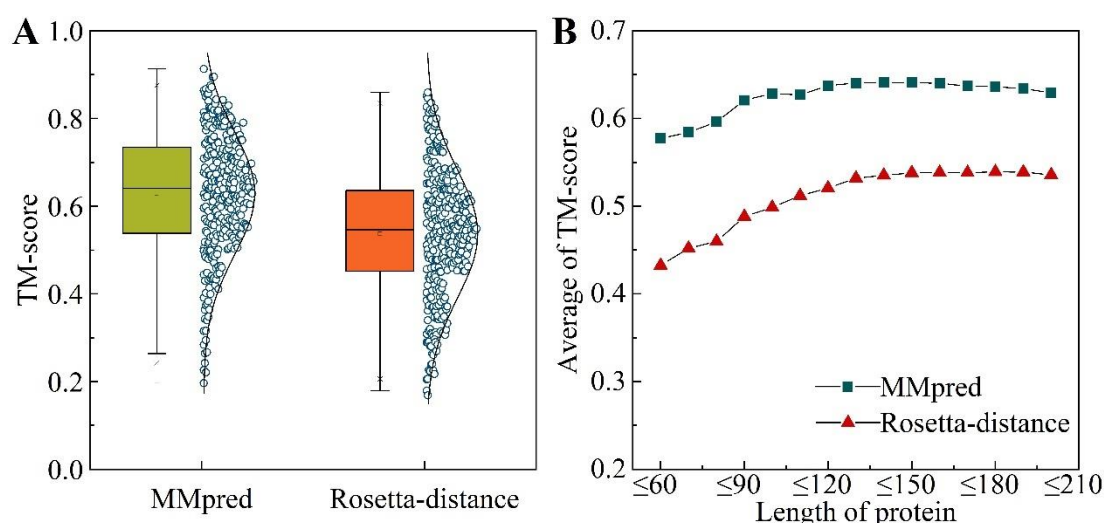 A
TM-score
1.0
0.8
0.6
0.4
0.2
0.0
MMpred
Rosetta-distance
B
Average of TM-score
0.7
0.6
0.5
0.4
0.3
0.2
MMpred
Rosetta-distance
≤60 ≤90 ≤120 ≤150 ≤180 ≤210
Length of protein